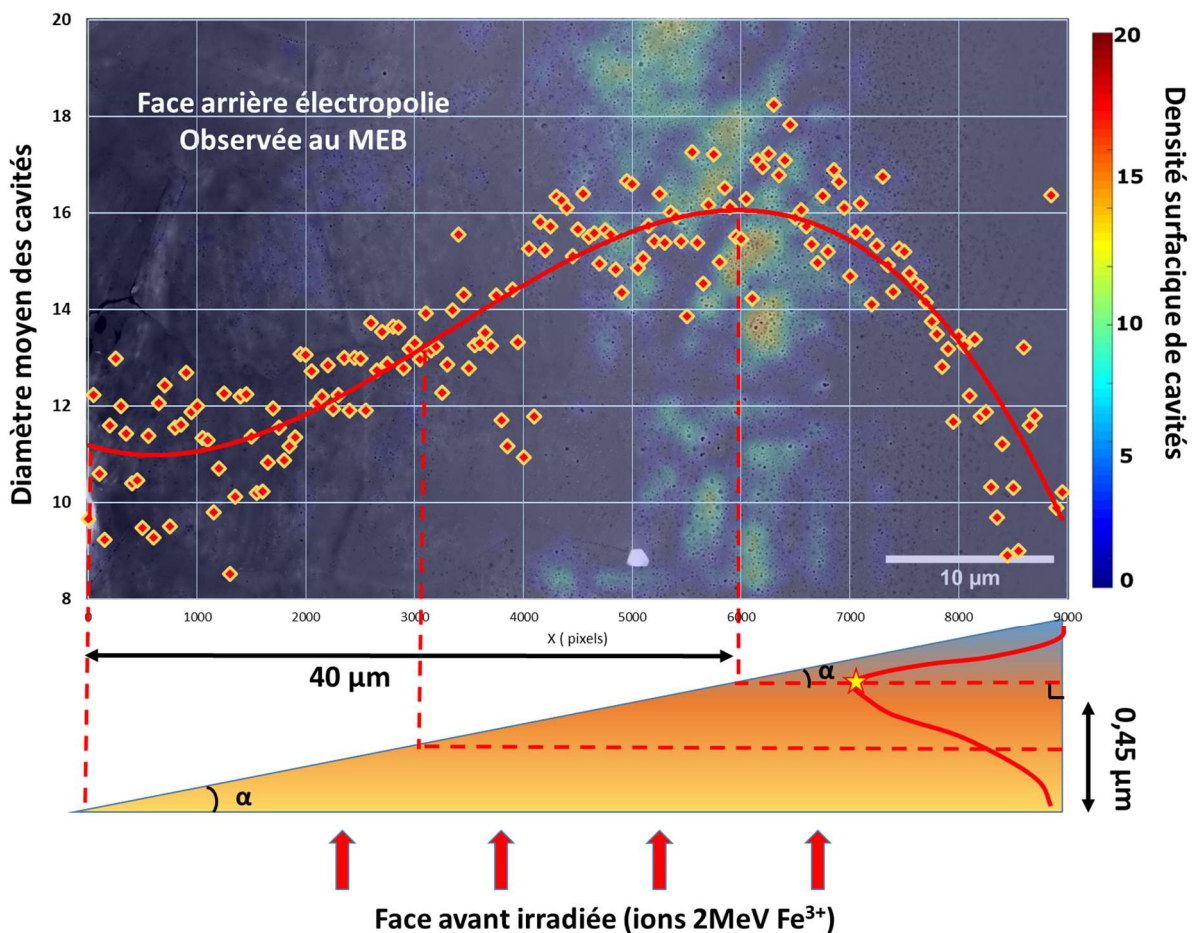 20
18
16
14
12
10
8
Diamètre moyen des cavités
Face arrière électropolie
Observée au MEB
10 µm
0
1000
2000
3000
4000
5000
6000
7000
8000
9000
X ( pixels)
20
15
10
5
0
Densité surfacique de cavités
40 µm
α
α
0,45 µm
Face avant irradiée (ions 2MeV Fe³⁺)